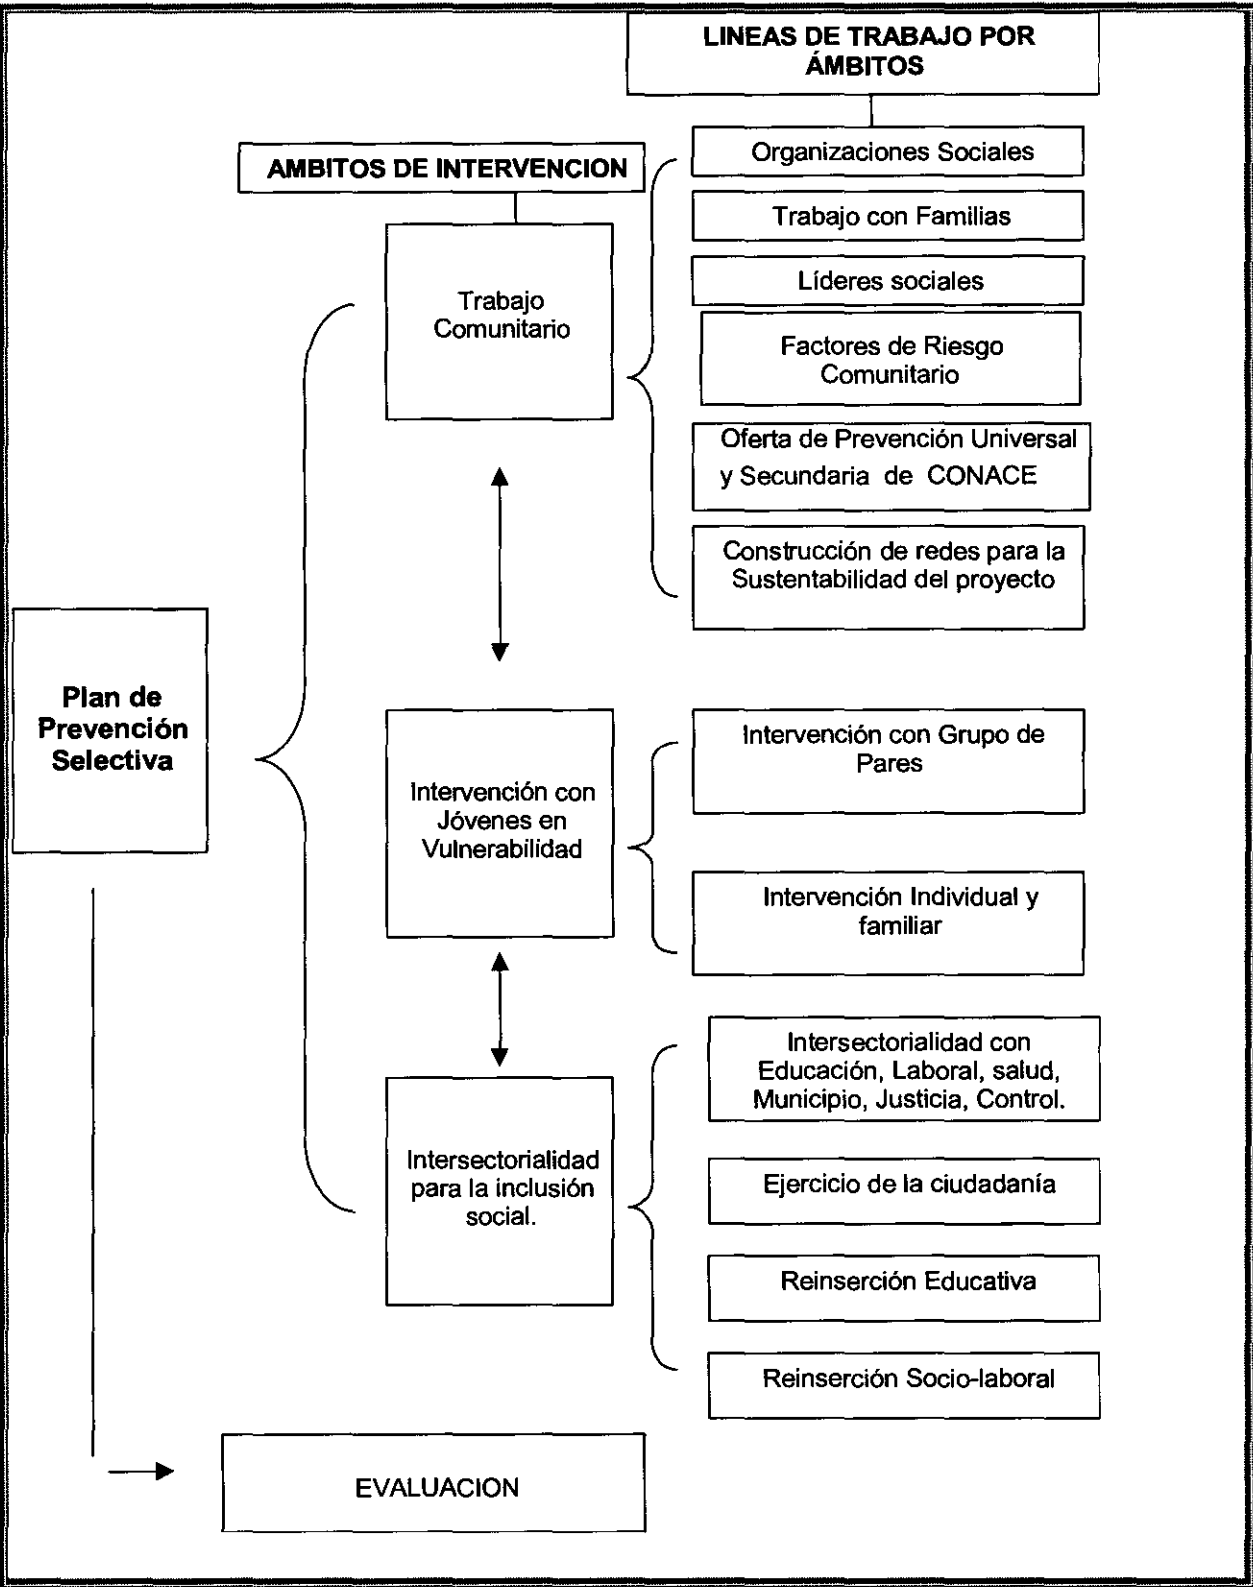 LINEAS DE TRABAJO POR
ÁMBITOS
AMBITOS DE INTERVENCION
Organizaciones Sociales
Trabajo con Familias
Líderes sociales
Trabajo
Comunitario
Factores de Riesgo
Comunitario
Oferta de Prevención Universal
y Secundaria de CONACE
Construcción de redes para la
Sustentabilidad del proyecto
Plan de
Prevención
Selectiva
Intervención con
Jóvenes en
Vulnerabilidad
Intervención con Grupo de
Pares
Intervención Individual y
familiar
Intersectorialidad
para la inclusión
social.
Intersectorialidad con
Educación, Laboral, salud,
Municipio, Justicia, Control.
Ejercicio de la ciudadanía
Reinserción Educativa
Reinserción Socio-laboral
EVALUACION